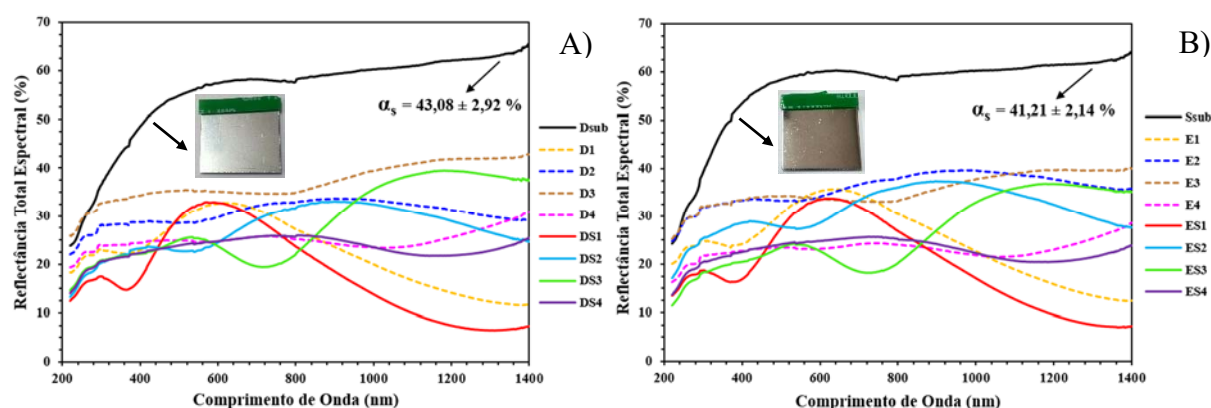 A)
Reflectância Total Espectral (%)
70
60
50
40
30
20
10
0
αs = 43,08 ± 2,92 %
200 400 600 800 1000 1200 1400
Comprimento de Onda (nm)
Dsub
D1
D2
D3
D4
DS1
DS2
DS3
DS4
B)
Reflectância Total Espectral (%)
70
60
50
40
30
20
10
0
αs = 41,21 ± 2,14 %
200 400 600 800 1000 1200 1400
Comprimento de Onda (nm)
Ssub
E1
E2
E3
E4
ES1
ES2
ES3
ES4